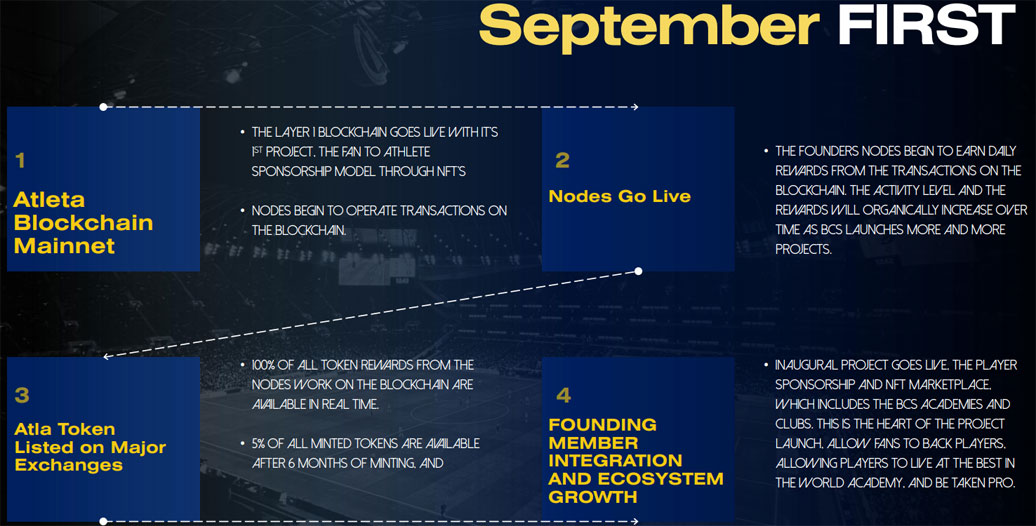 September FIRST
1
Atleta
Blockchain
Mainnet
• THE LAYER 1 BLOCKCHAIN GOES LIVE WITH IT'S
1ST PROJECT. THE FAN TO ATHLETE
SPONSORSHIP MODEL THROUGH NFT'S
• NODES BEGIN TO OPERATE TRANSACTIONS ON
THE BLOCKCHAIN.
2
Nodes Go Live
• THE FOUNDERS NODES BEGIN TO EARN DAILY
REWARDS FROM THE TRANSACTIONS ON THE
BLOCKCHAIN. THE ACTIVITY LEVEL AND THE
REWARDS WILL ORGANICALLY INCREASE OVER
TIME AS BCS LAUNCHES MORE AND MORE
PROJECTS.
3
Atla Token
Listed on Major
Exchanges
• 100% OF ALL TOKEN REWARDS FROM THE
NODES WORK ON THE BLOCKCHAIN ARE
AVAILABLE IN REAL TIME.
• 5% OF ALL MINTED TOKENS ARE AVAILABLE
AFTER 6 MONTHS OF MINTING, AND
4
FOUNDING
MEMBER
INTEGRATION
AND ECOSYSTEM
GROWTH
• INAUGURAL PROJECT GOES LIVE, THE PLAYER
SPONSORSHIP AND NFT MARKETPLACE,
WHICH INCLUDES THE BCS ACADEMIES AND
CLUBS. THIS IS THE HEART OF THE PROJECT
LAUNCH. ALLOW FANS TO BACK PLAYERS,
ALLOWING PLAYERS TO LIVE AT THE BEST IN
THE WORLD ACADEMY, AND BE TAKEN PRO.